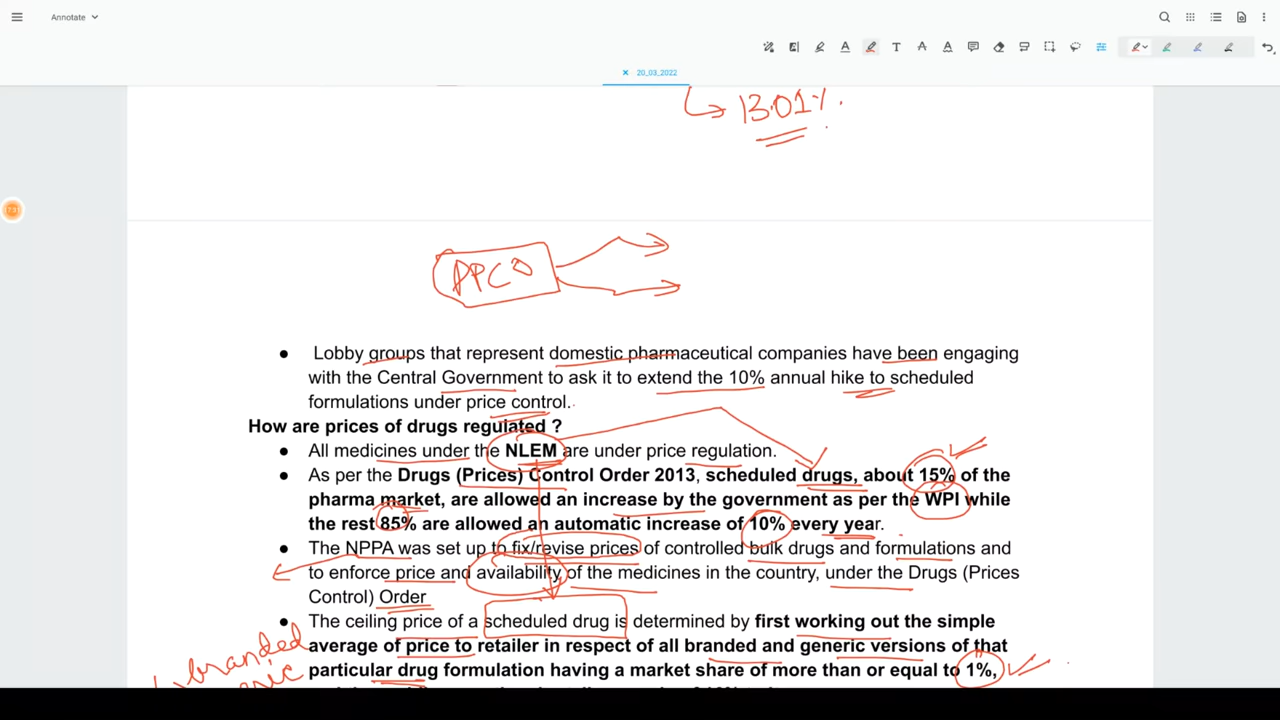 Annotate
20_03_2022
17:31
↳ 13.01%.
DPCO
● Lobby groups that represent domestic pharmaceutical companies have been engaging
with the Central Government to ask it to extend the 10% annual hike to scheduled
formulations under price control.
How are prices of drugs regulated ?
● All medicines under the NLEM are under price regulation.
● As per the Drugs (Prices) Control Order 2013, scheduled drugs, about 15% of the
pharma market, are allowed an increase by the government as per the WPI while
the rest 85% are allowed an automatic increase of 10% every year.
● The NPPA was set up to fix/revise prices of controlled bulk drugs and formulations and
to enforce price and availability of the medicines in the country, under the Drugs (Prices
Control) Order
● The ceiling price of a scheduled drug is determined by first working out the simple
average of price to retailer in respect of all branded and generic versions of that
branded
particular drug formulation having a market share of more than or equal to 1%,